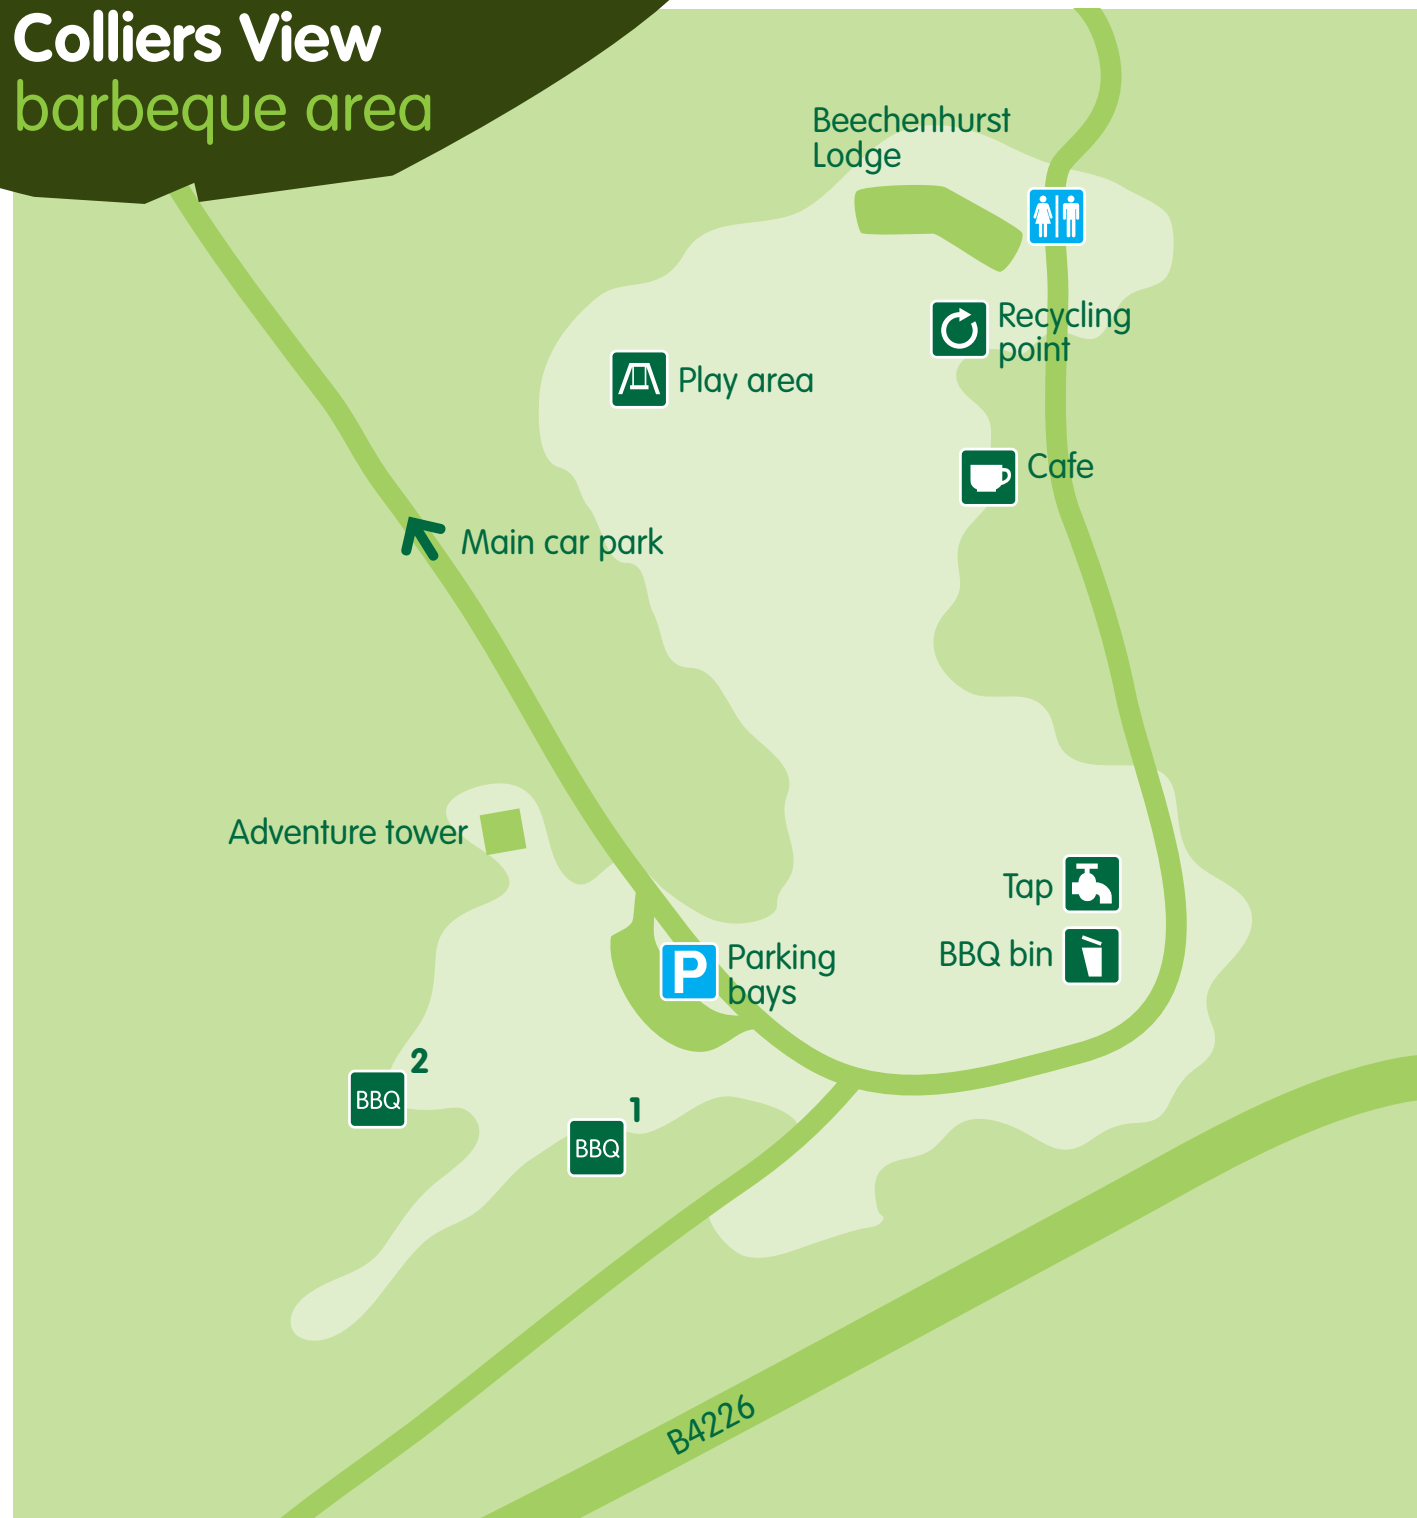 Colliers View
barbeque area
Beechenhurst
Lodge
Recycling
point
Play area
Cafe
Main car park
Adventure tower
Tap
BBQ bin
P
Parking
bays
2
BBQ
1
BBQ
B4226